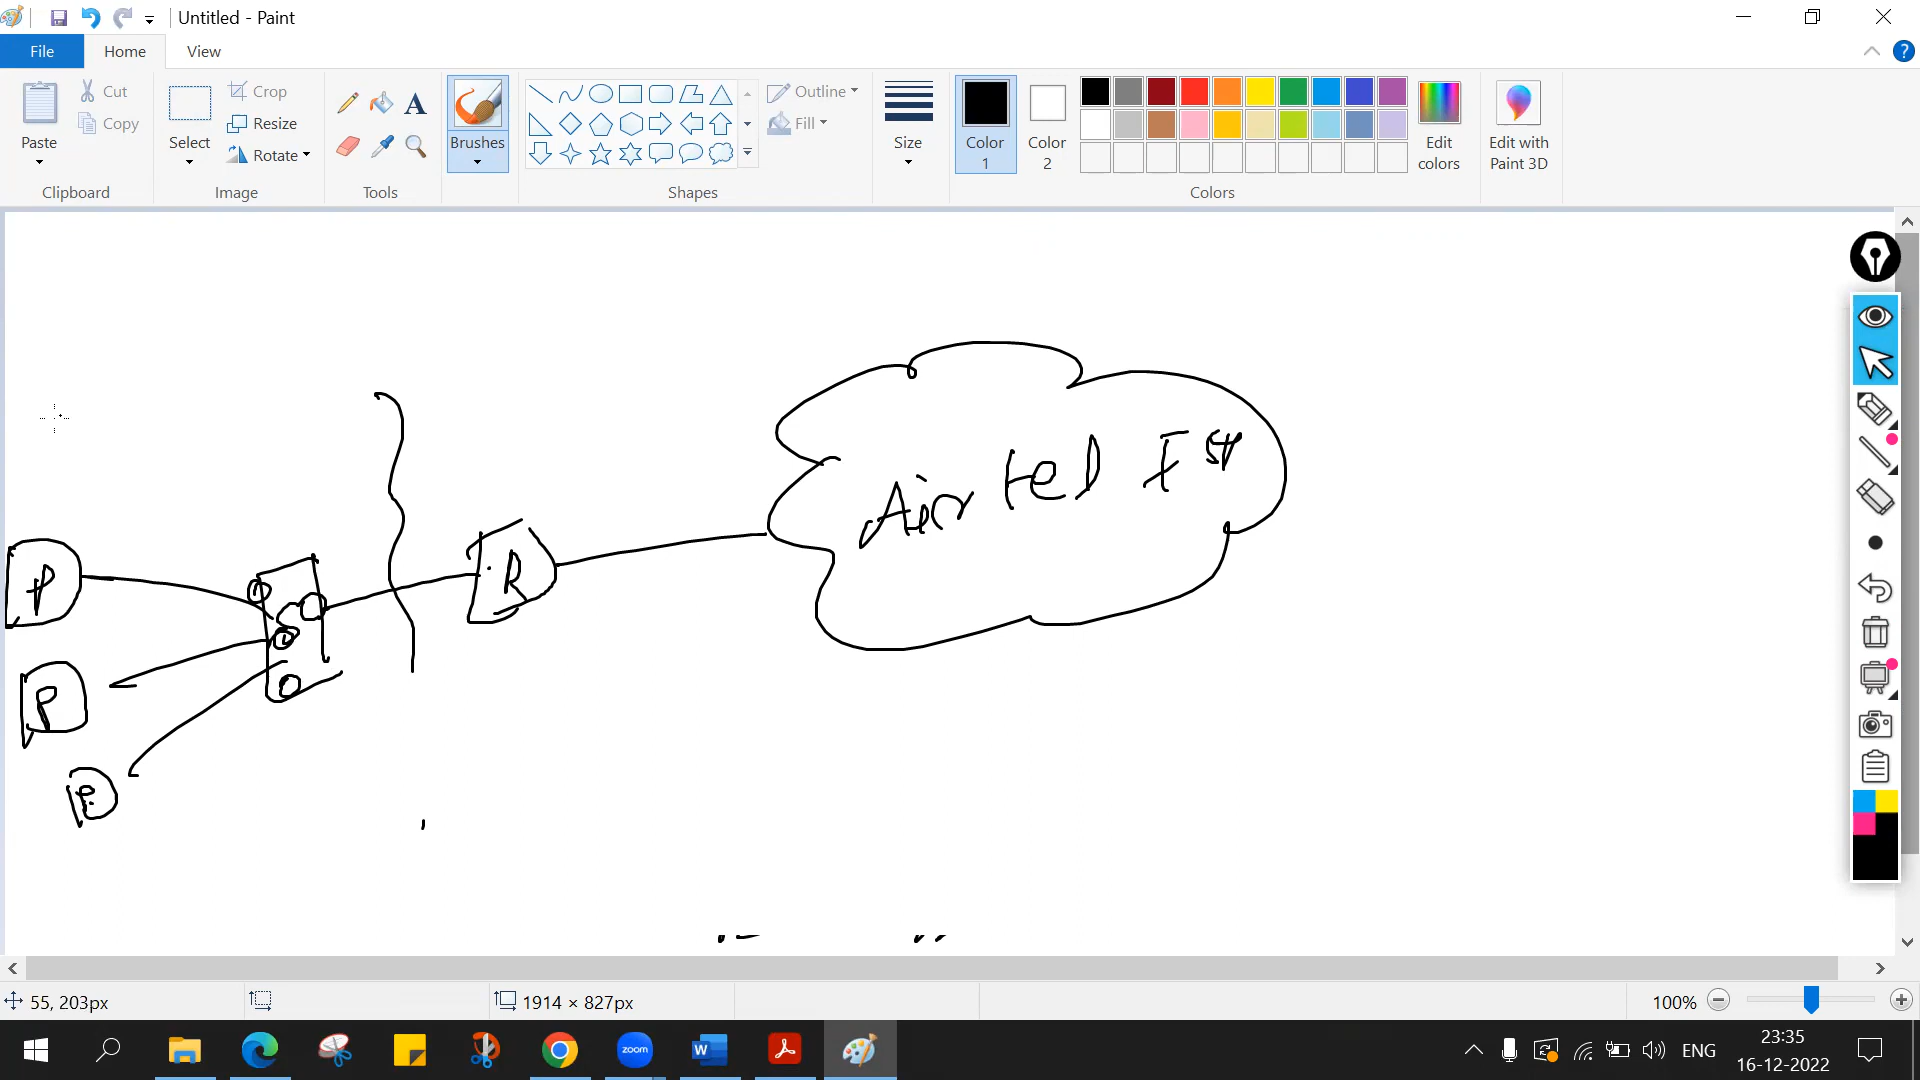 Untitled - Paint
File Home View
Paste
Cut
Copy
Clipboard
Select
Crop
Resize
Rotate
Image
Tools
Brushes
Outline
Fill
Shapes
Size
Color 1
Color 2
Edit colors
Colors
Edit with Paint 3D
Airtel ISP
P
S
R
P
P
55, 203px
1914 × 827px
100%
zoom
ENG
23:35
16-12-2022